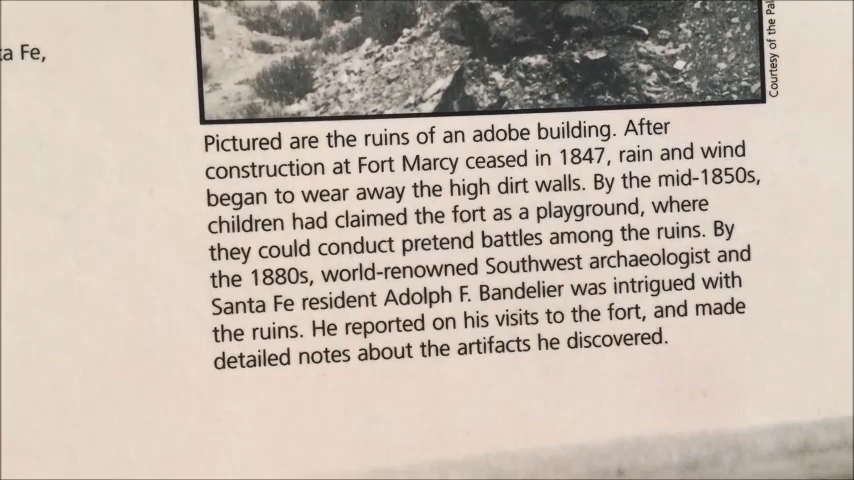 ta Fe,
Courtesy of the Pa
Pictured are the ruins of an adobe building. After
construction at Fort Marcy ceased in 1847, rain and wind
began to wear away the high dirt walls. By the mid-1850s,
children had claimed the fort as a playground, where
they could conduct pretend battles among the ruins. By
the 1880s, world-renowned Southwest archaeologist and
Santa Fe resident Adolph F. Bandelier was intrigued with
the ruins. He reported on his visits to the fort, and made
detailed notes about the artifacts he discovered.